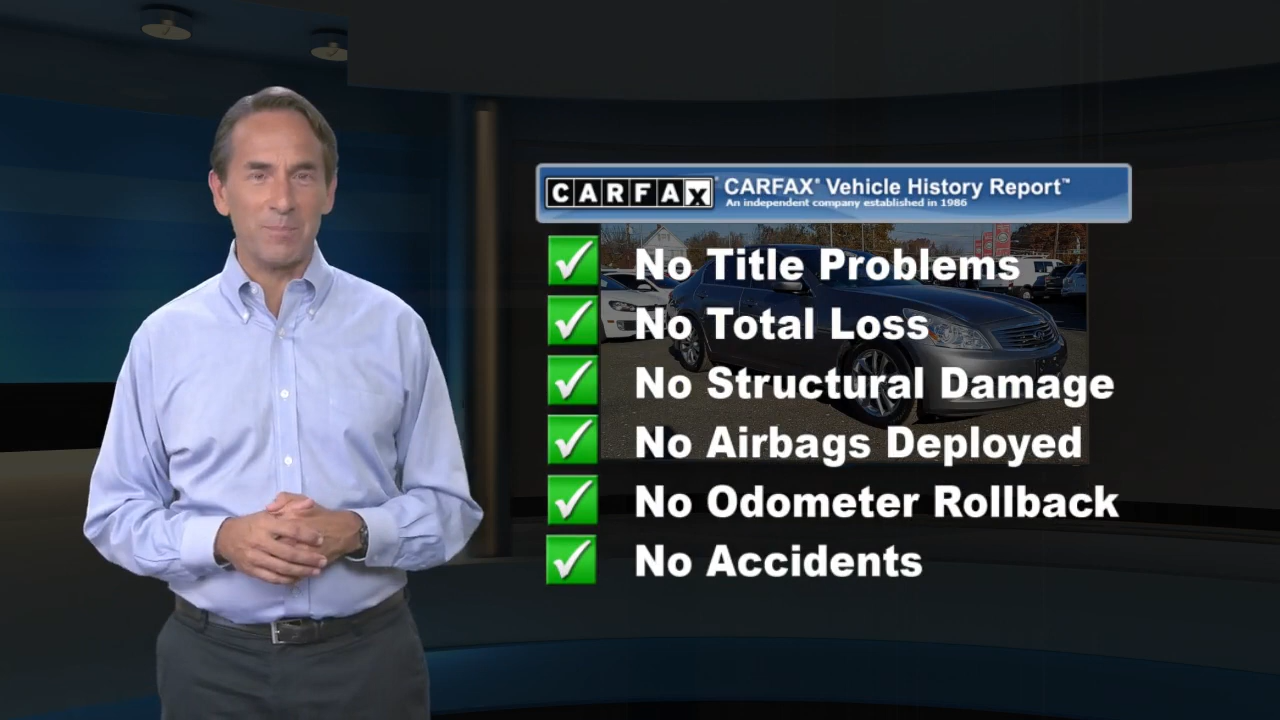 CARFAX® CARFAX® Vehicle History Report™
An independent company established in 1986
No Title Problems
No Total Loss
No Structural Damage
No Airbags Deployed
No Odometer Rollback
No Accidents